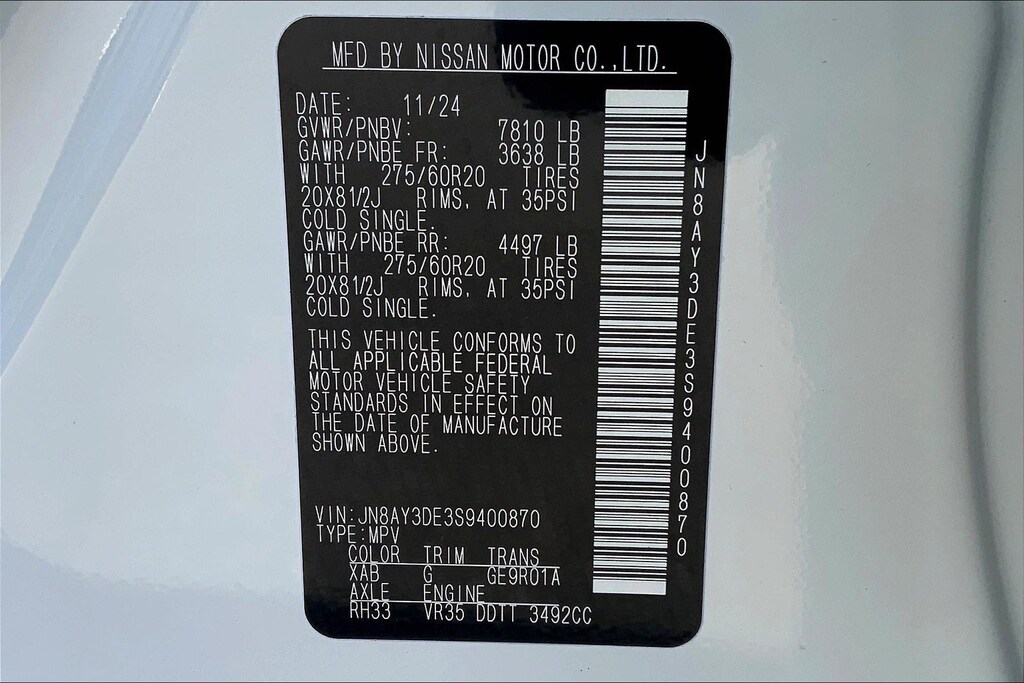 MFD BY NISSAN MOTOR CO.,LTD.
DATE: 11/24
GVWR/PNBV: 7810 LB
GAWR/PNBE FR: 3638 LB
WITH 275/60R20 TIRES
20X81/2J RIMS, AT 35PSI
COLD SINGLE.
GAWR/PNBE RR: 4497 LB
WITH 275/60R20 TIRES
20X81/2J RIMS, AT 35PSI
COLD SINGLE.
THIS VEHICLE CONFORMS TO
ALL APPLICABLE FEDERAL
MOTOR VEHICLE SAFETY
STANDARDS IN EFFECT ON
THE DATE OF MANUFACTURE
SHOWN ABOVE.
VIN:JN8AY3DE3S9400870
TYPE:MPV
COLOR TRIM TRANS
XAB G GE9R01A
AXLE ENGINE
RH33 VR35 DDTT 3492CC
JN8AY3DE3S9400870